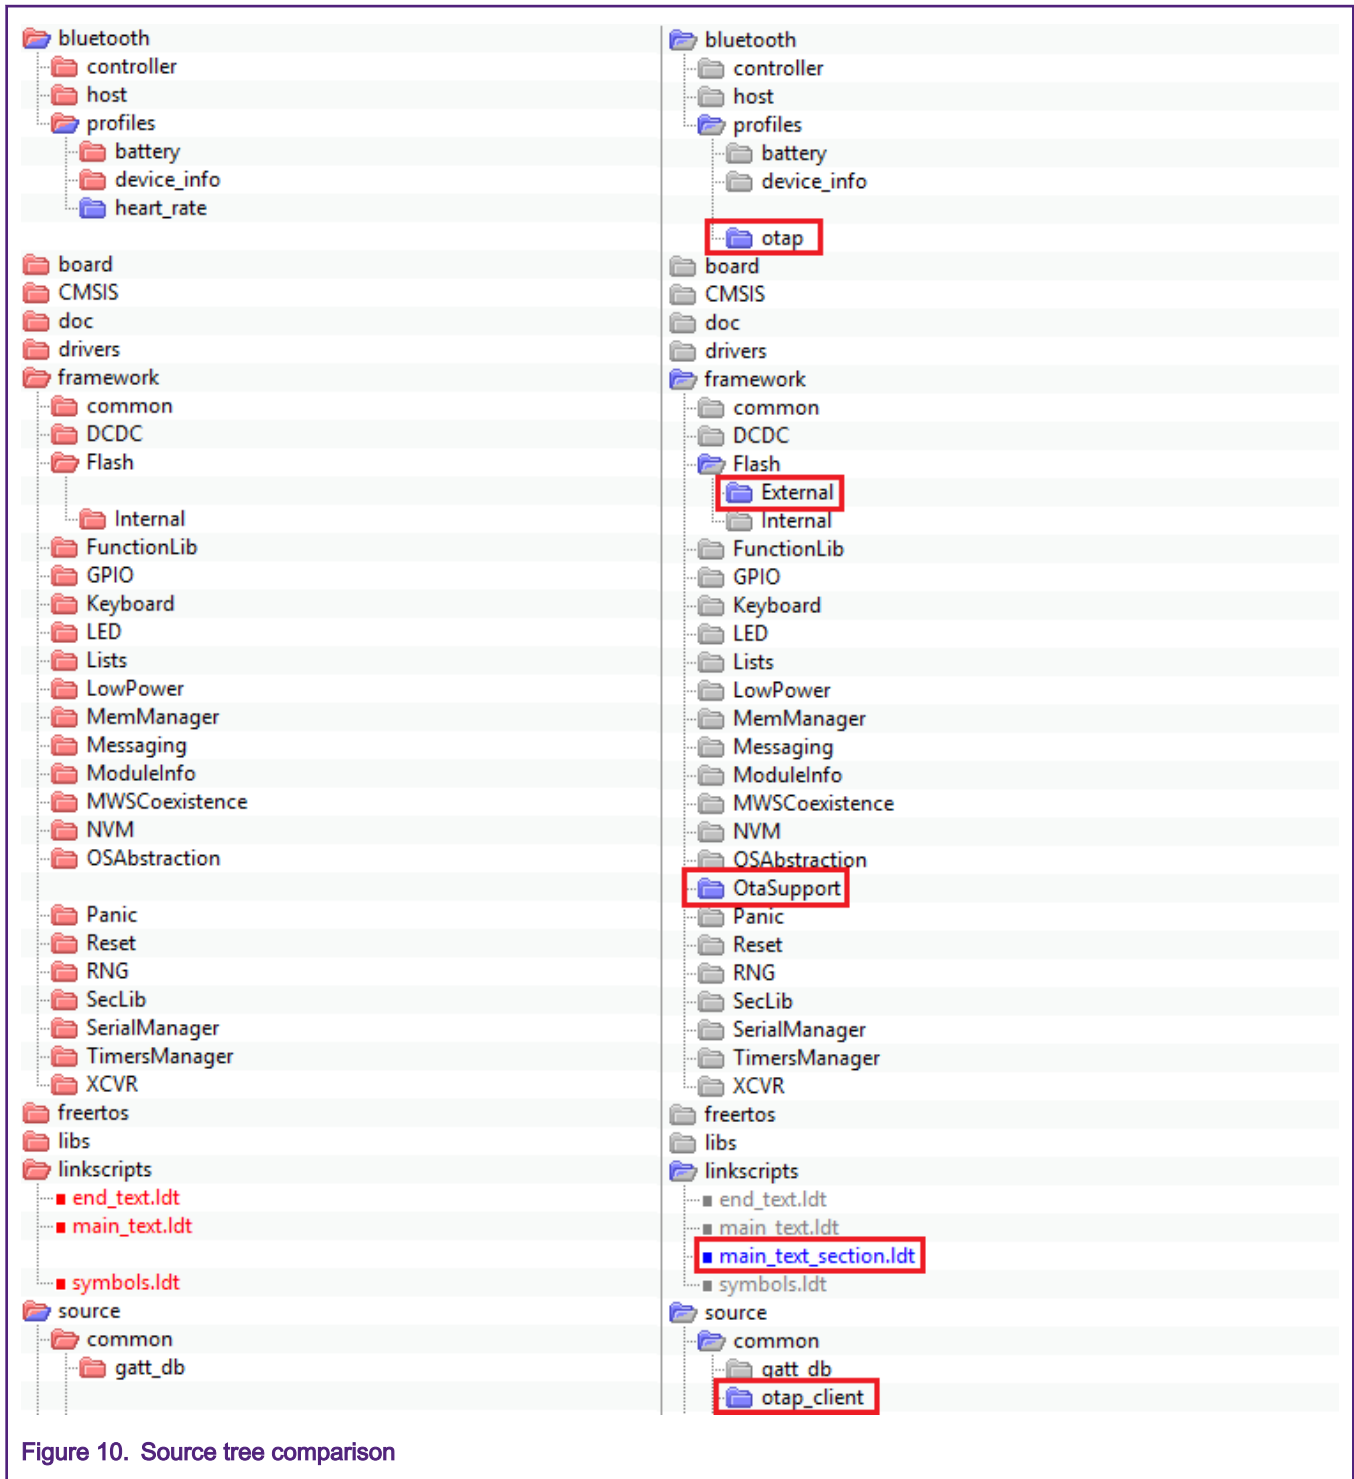 bluetooth
controller
host
profiles
battery
device_info
heart_rate
board
CMSIS
doc
drivers
framework
common
DCDC
Flash
Internal
FunctionLib
GPIO
Keyboard
LED
Lists
LowPower
MemManager
Messaging
ModuleInfo
MWSCoexistence
NVM
OSAbstraction
Panic
Reset
RNG
SecLib
SerialManager
TimersManager
XCVR
freertos
libs
linkscripts
end_text.ldt
main_text.ldt
symbols.ldt
source
common
gatt_db
bluetooth
controller
host
profiles
battery
device_info
otap
board
CMSIS
doc
drivers
framework
common
DCDC
Flash
External
Internal
FunctionLib
GPIO
Keyboard
LED
Lists
LowPower
MemManager
Messaging
ModuleInfo
MWSCoexistence
NVM
OSAbstraction
OtaSupport
Panic
Reset
RNG
SecLib
SerialManager
TimersManager
XCVR
freertos
libs
linkscripts
end_text.ldt
main_text.ldt
main_text_section.ldt
symbols.ldt
source
common
gatt_db
otap_client
Figure 10. Source tree comparison